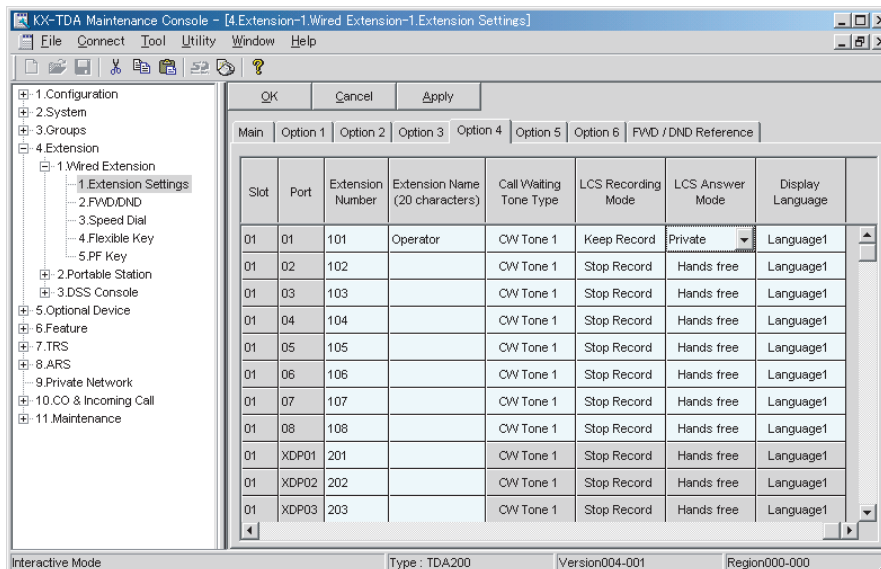 KX-TDA Maintenance Console - [4.Extension-1.Wired Extension-1.Extension Settings]
File Connect Tool Utility Window Help
1.Configuration
2.System
3.Groups
4.Extension
1.Wired Extension
1.Extension Settings
2.FWD/DND
3.Speed Dial
4.Flexible Key
5.PF Key
2.Portable Station
3.DSS Console
5.Optional Device
6.Feature
7.TRS
8.ARS
9.Private Network
10.CO & Incoming Call
11.Maintenance
OK Cancel Apply
Main Option 1 Option 2 Option 3 Option 4 Option 5 Option 6 FWD / DND Reference
Slot Port Extension Number Extension Name (20 characters) Call Waiting Tone Type LCS Recording Mode LCS Answer Mode Display Language
01 01 101 Operator CW Tone 1 Keep Record Private Language1
01 02 102 CW Tone 1 Stop Record Hands free Language1
01 03 103 CW Tone 1 Stop Record Hands free Language1
01 04 104 CW Tone 1 Stop Record Hands free Language1
01 05 105 CW Tone 1 Stop Record Hands free Language1
01 06 106 CW Tone 1 Stop Record Hands free Language1
01 07 107 CW Tone 1 Stop Record Hands free Language1
01 08 108 CW Tone 1 Stop Record Hands free Language1
01 XDP01 201 CW Tone 1 Stop Record Hands free Language1
01 XDP02 202 CW Tone 1 Stop Record Hands free Language1
01 XDP03 203 CW Tone 1 Stop Record Hands free Language1
Interactive Mode Type : TDA200 Version004-001 Region000-000